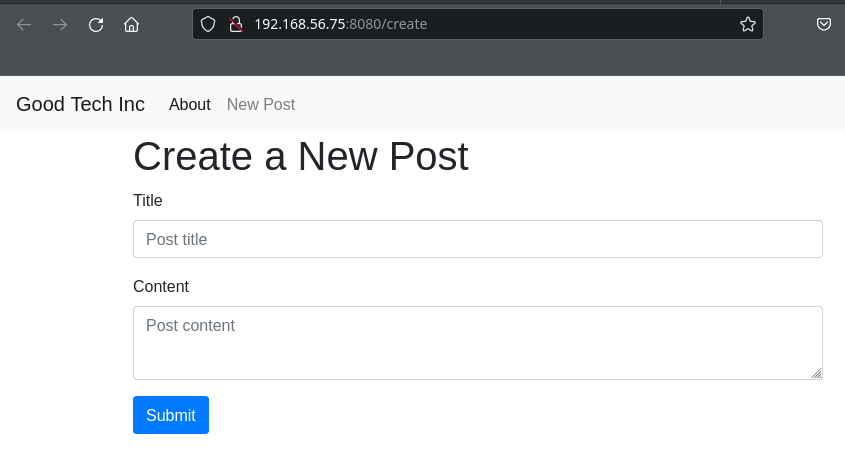 192.168.56.75:8080/create
Good Tech Inc About New Post
Create a New Post
Title
Post title
Content
Post content
Submit